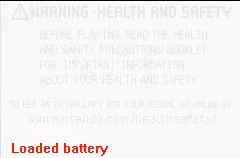 ⚠WARNING-HEALTH AND SAFETY
BEFORE PLAYING, READ THE HEALTH
AND SAFETY PRECAUTIONS BOOKLET
FOR IMPORTANT INFORMATION
ABOUT YOUR HEALTH AND SAFETY.
TO GET AN EXTRA COPY FOR YOUR REGION, GO ONLINE AT
www.nintendo.com/healthsafety/
Loaded battery